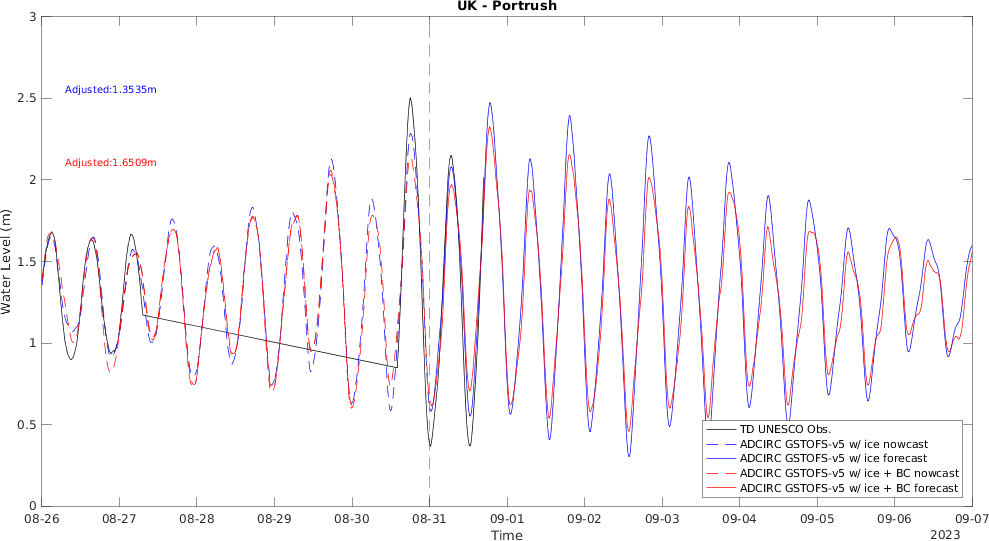 UK - Portrush
3
2.5
2
1.5
1
0.5
0
Water Level (m)
Adjusted:1.3535m
Adjusted:1.6509m
TD UNESCO Obs.
ADCIRC GSTOFS-v5 w/ ice nowcast
ADCIRC GSTOFS-v5 w/ ice forecast
ADCIRC GSTOFS-v5 w/ ice + BC nowcast
ADCIRC GSTOFS-v5 w/ ice + BC forecast
08-26 08-27 08-28 08-29 08-30 08-31 09-01 09-02 09-03 09-04 09-05 09-06 09-07
Time
2023